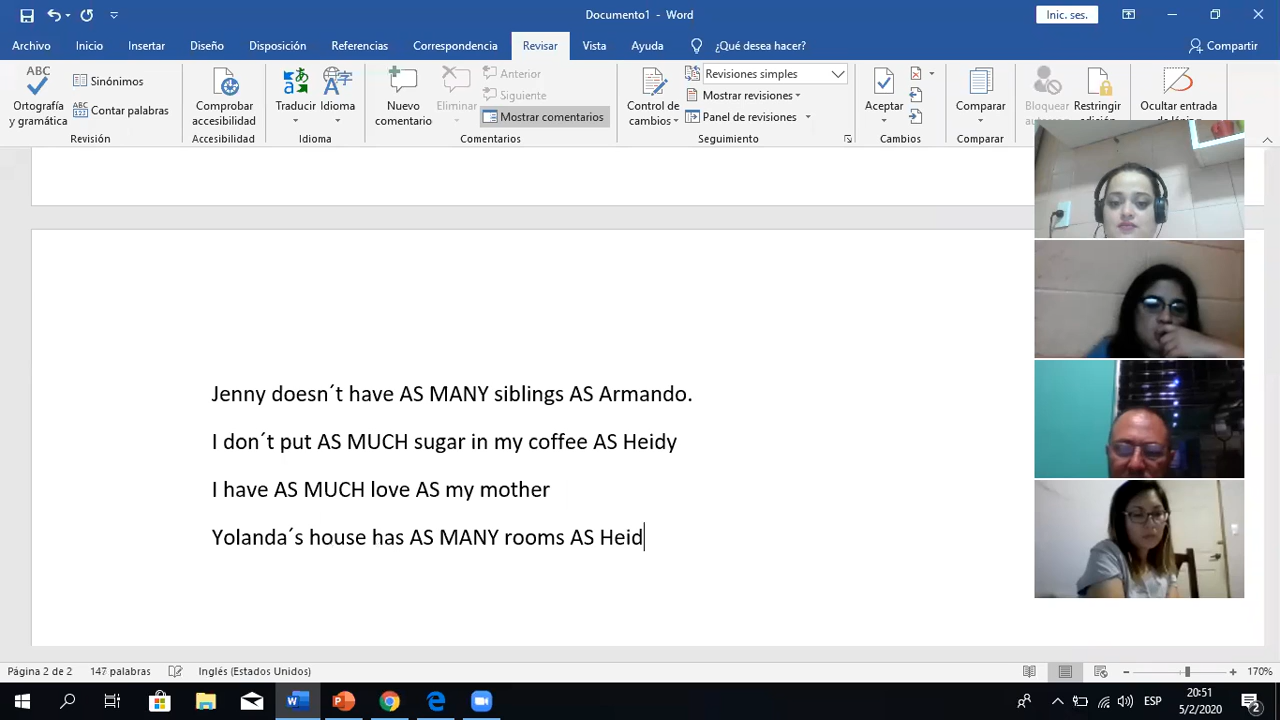 Documento1 - Word
Inic. ses.
Archivo Inicio Insertar Diseño Disposición Referencias Correspondencia Revisar Vista Ayuda ¿Qué desea hacer? Compartir
ABC Ortografía y gramática
Sinónimos
ABC 123 Contar palabras
Revisión
Comprobar accesibilidad
Accesibilidad
Traducir Idioma
Idioma
Nuevo comentario
Eliminar
Anterior
Siguiente
Mostrar comentarios
Comentarios
Control de cambios
Revisiones simples
Mostrar revisiones
Panel de revisiones
Seguimiento
Aceptar
Cambios
Comparar
Comparar
Bloquear
Restringir
Ocultar entrada
Jenny doesn´t have AS MANY siblings AS Armando.
I don´t put AS MUCH sugar in my coffee AS Heidy
I have AS MUCH love AS my mother
Yolanda´s house has AS MANY rooms AS Heid
Página 2 de 2 147 palabras Inglés (Estados Unidos) 170%
ESP 20:51
5/2/2020 2